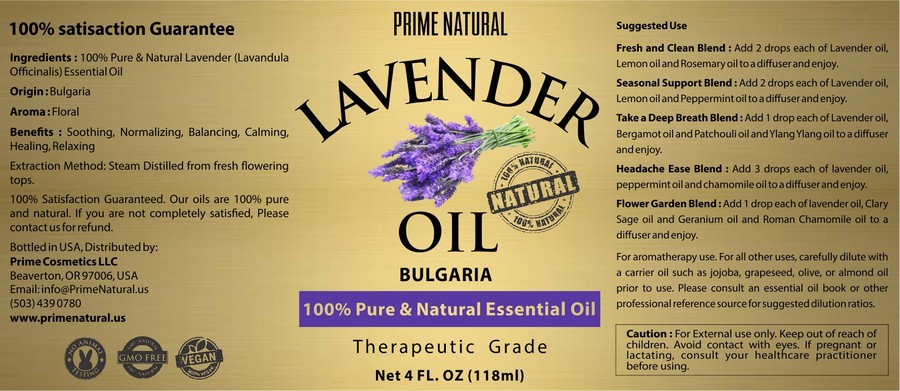 100% satisaction Guarantee
Ingredients : 100% Pure & Natural Lavender (Lavandula
Officinalis) Essential Oil
Origin : Bulgaria
Aroma : Floral
Benefits : Soothing, Normalizing, Balancing, Calming,
Healing, Relaxing
Extraction Method: Steam Distilled from fresh flowering
tops.
100% Satisfaction Guaranteed. Our oils are 100% pure
and natural. If you are not completely satisfied, Please
contact us for refund.
Bottled in USA, Distributed by:
Prime Cosmetics LLC
Beaverton, OR 97006, USA
Email: info@PrimeNatural.us
(503) 439 0780
www.primenatural.us
NO ANIMAL
TESTING
GMO FREE
VEGAN
PRIME NATURAL
LAVENDER
100% NATURAL
NATURAL
100% NATURAL
OIL
BULGARIA
100% Pure & Natural Essential Oil
Therapeutic Grade
Net 4 FL. OZ (118ml)
Suggested Use
Fresh and Clean Blend : Add 2 drops each of Lavender oil,
Lemon oil and Rosemary oil to a diffuser and enjoy.
Seasonal Support Blend : Add 2 drops each of Lavender oil,
Lemon oil and Peppermint oil to a diffuser and enjoy.
Take a Deep Breath Blend : Add 1 drop each of Lavender oil,
Bergamot oil and Patchouli oil and Ylang Ylang oil to a diffuser
and enjoy.
Headache Ease Blend : Add 3 drops each of lavender oil,
peppermint oil and chamomile oil to a diffuser and enjoy.
Flower Garden Blend : Add 1 drop each of lavender oil, Clary
Sage oil and Geranium oil and Roman Chamomile oil to a
diffuser and enjoy.
For aromatherapy use. For all other uses, carefully dilute with
a carrier oil such as jojoba, grapeseed, olive, or almond oil
prior to use. Please consult an essential oil book or other
professional reference source for suggested dilution ratios.
Caution : For External use only. Keep out of reach of
children. Avoid contact with eyes. If pregnant or
lactating, consult your healthcare practitioner
before using.